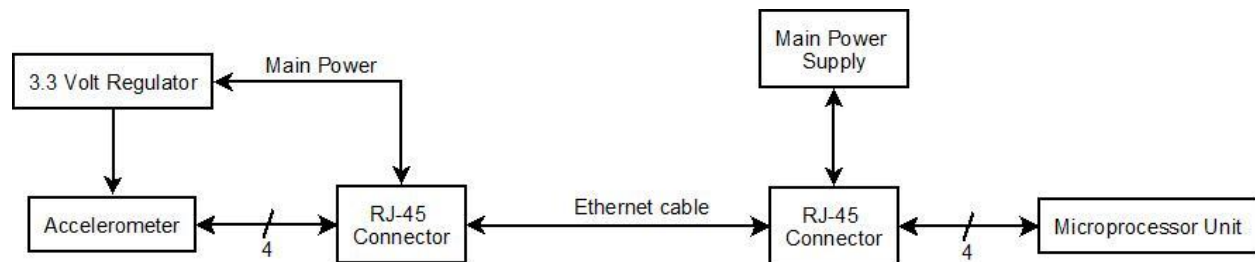 Main Power
Supply
Main Power
3.3 Volt Regulator
Accelerometer
4
RJ-45
Connector
Ethernet cable
RJ-45
Connector
4
Microprocessor Unit